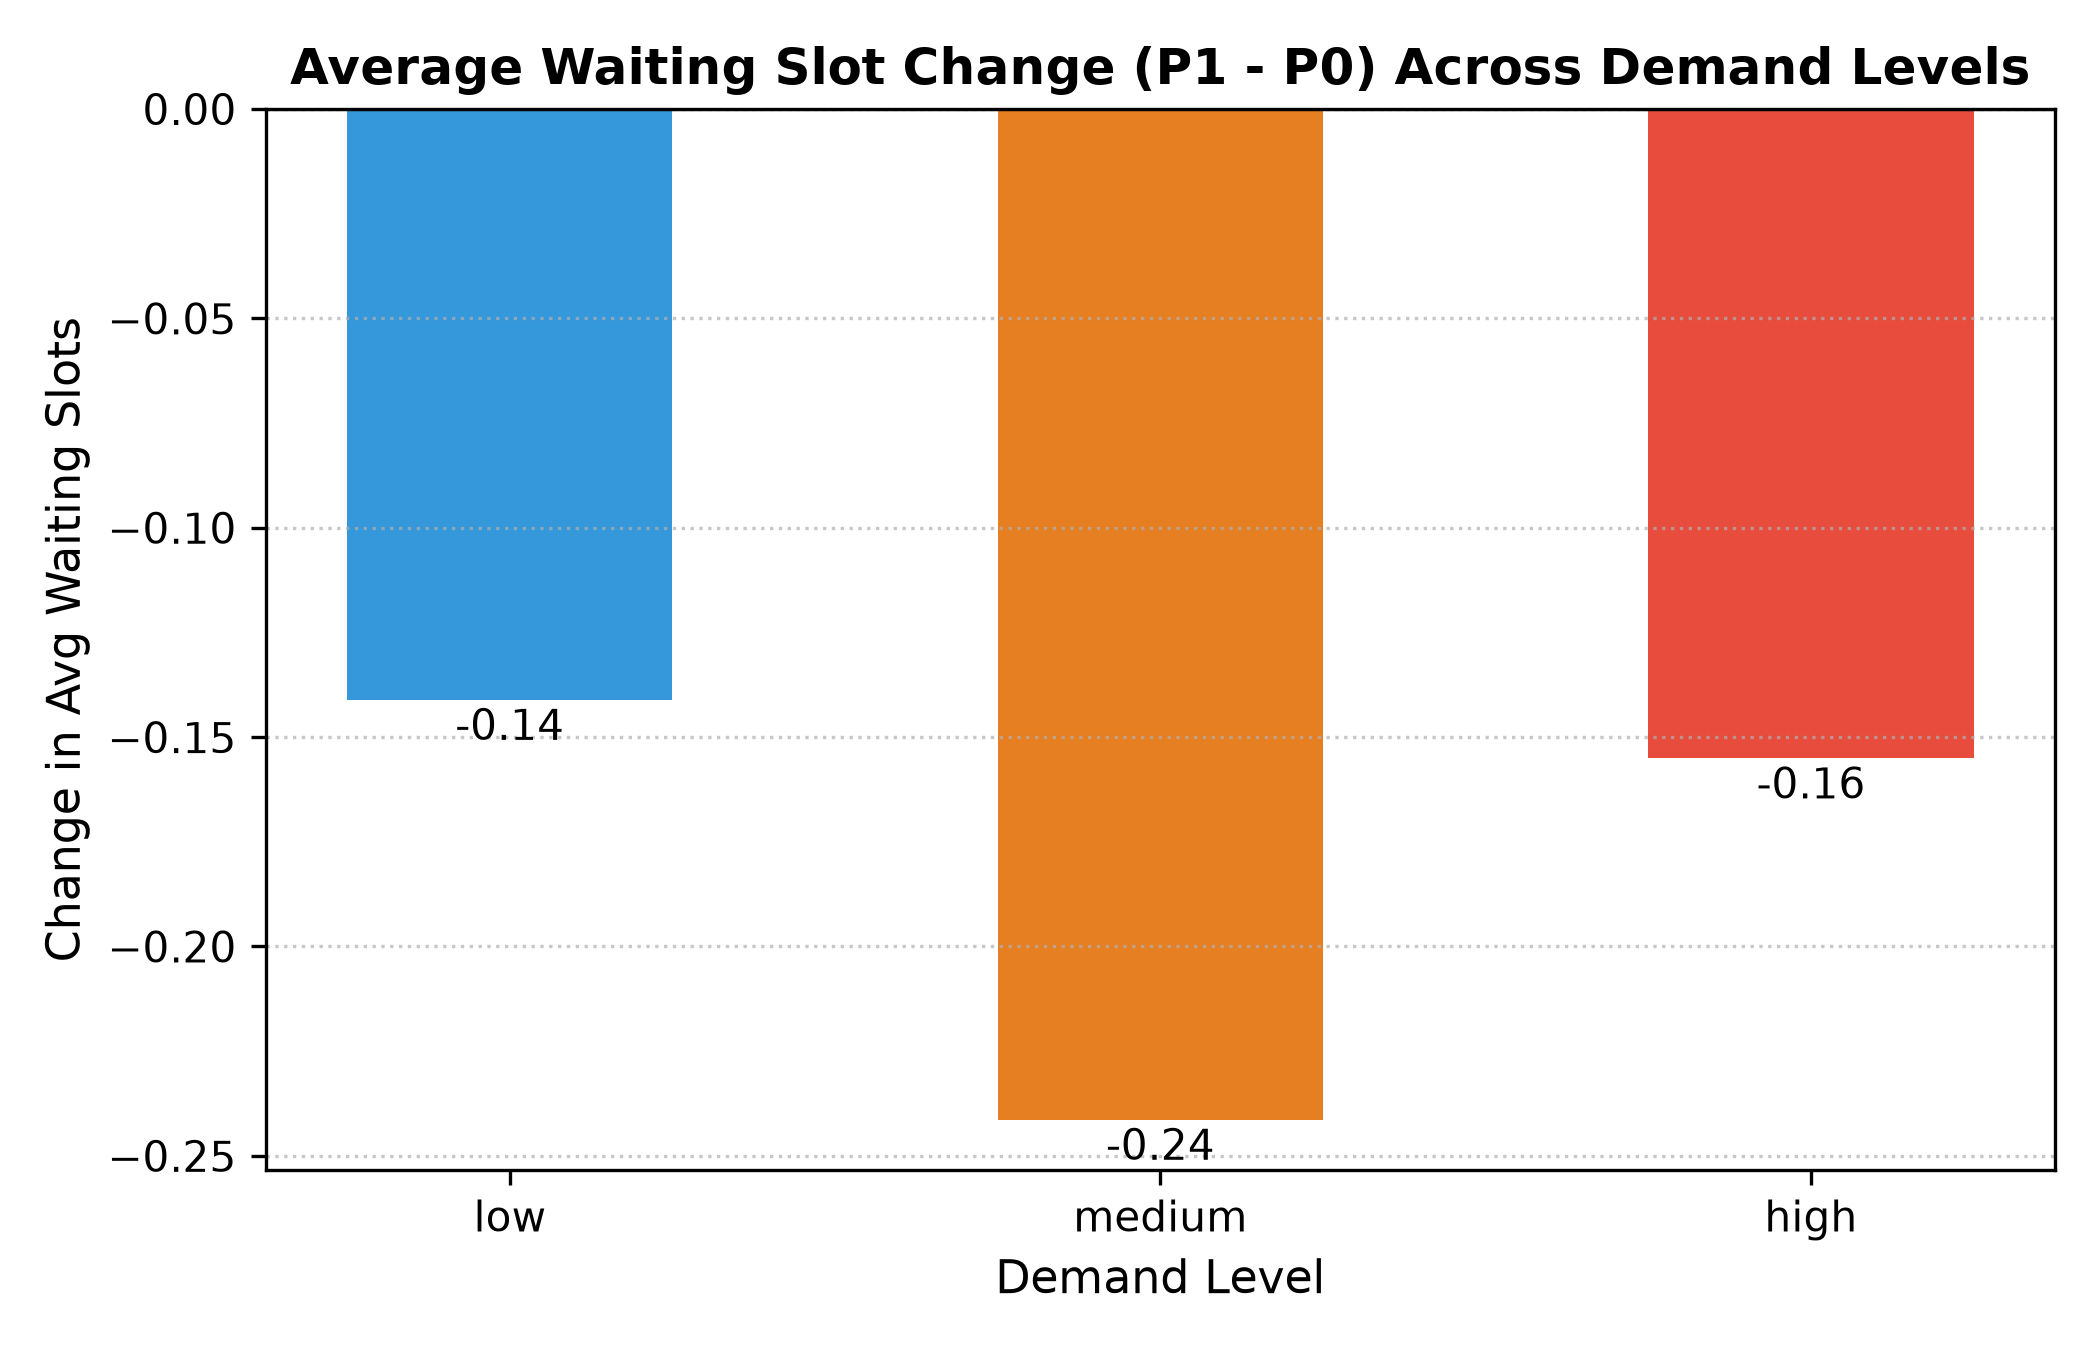 Average Waiting Slot Change (P1 - P0) Across Demand Levels
Change in Avg Waiting Slots
0.00
−0.05
−0.10
−0.15
−0.20
−0.25
-0.14
-0.24
-0.16
low
medium
high
Demand Level